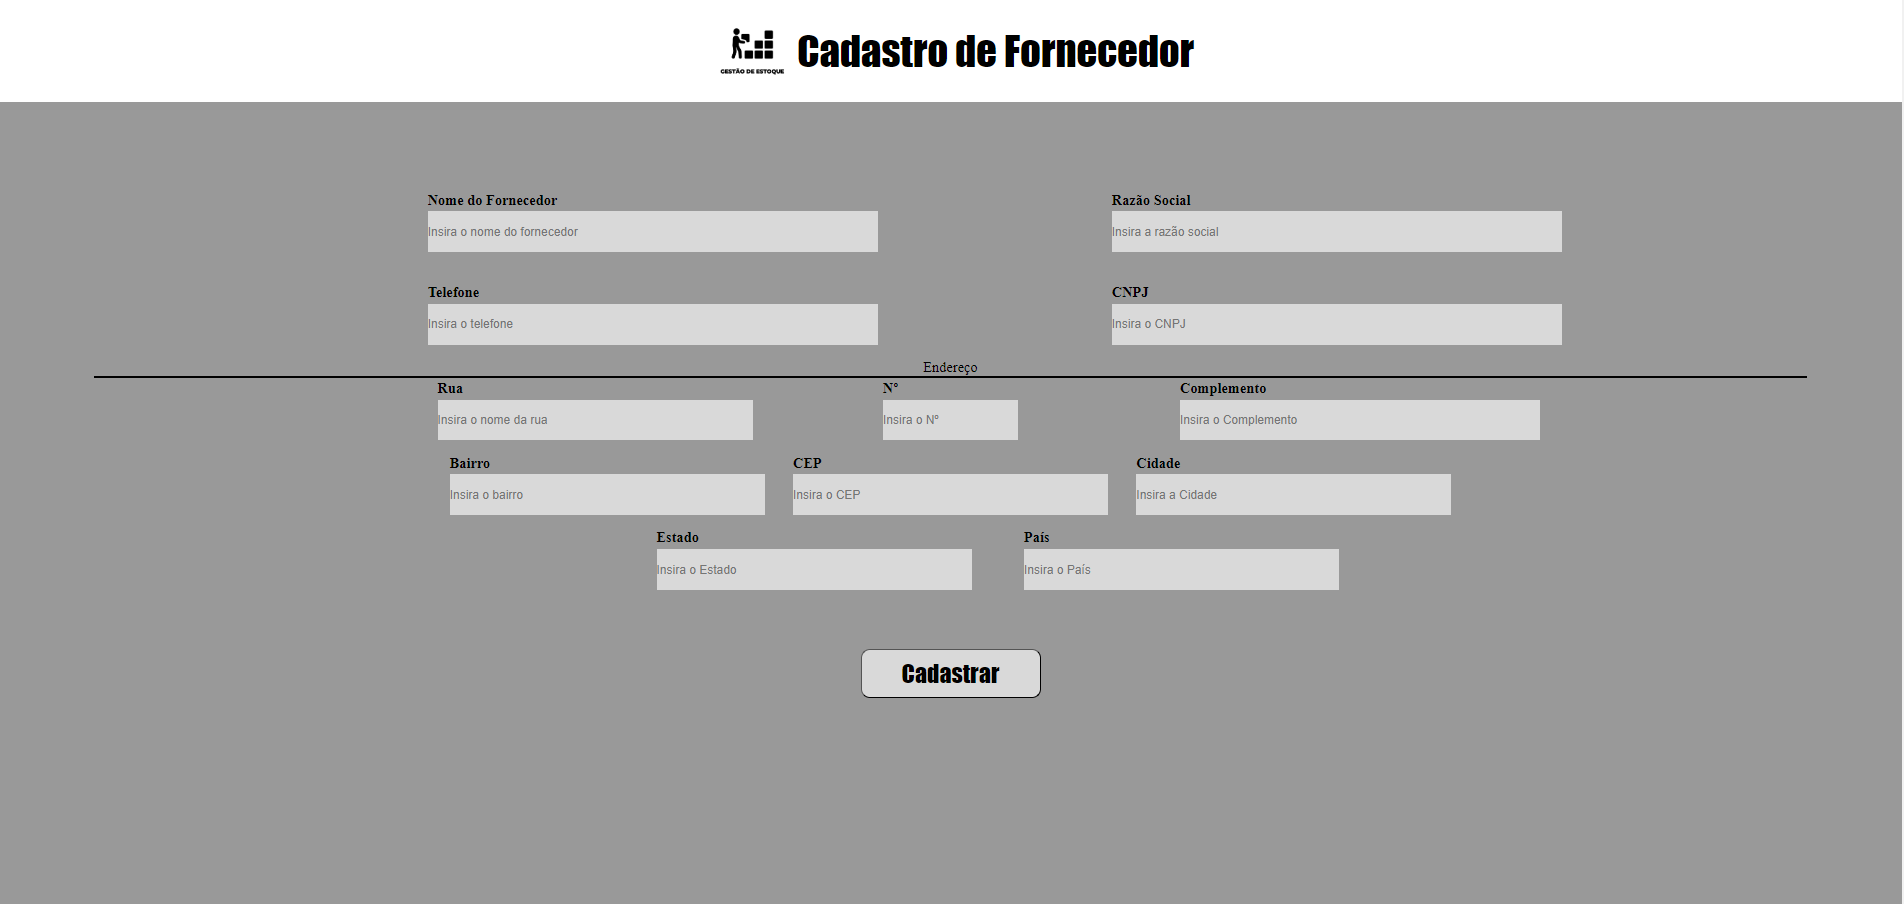 GESTÃO DE ESTOQUE
Cadastro de Fornecedor
Nome do Fornecedor
Razão Social
Insira o nome do fornecedor
Insira a razão social
Telefone
CNPJ
Insira o telefone
Insira o CNPJ
Endereço
Rua
Nº
Complemento
Insira o nome da rua
Insira o Nº
Insira o Complemento
Bairro
CEP
Cidade
Insira o bairro
Insira o CEP
Insira a Cidade
Estado
País
Insira o Estado
Insira o País
Cadastrar